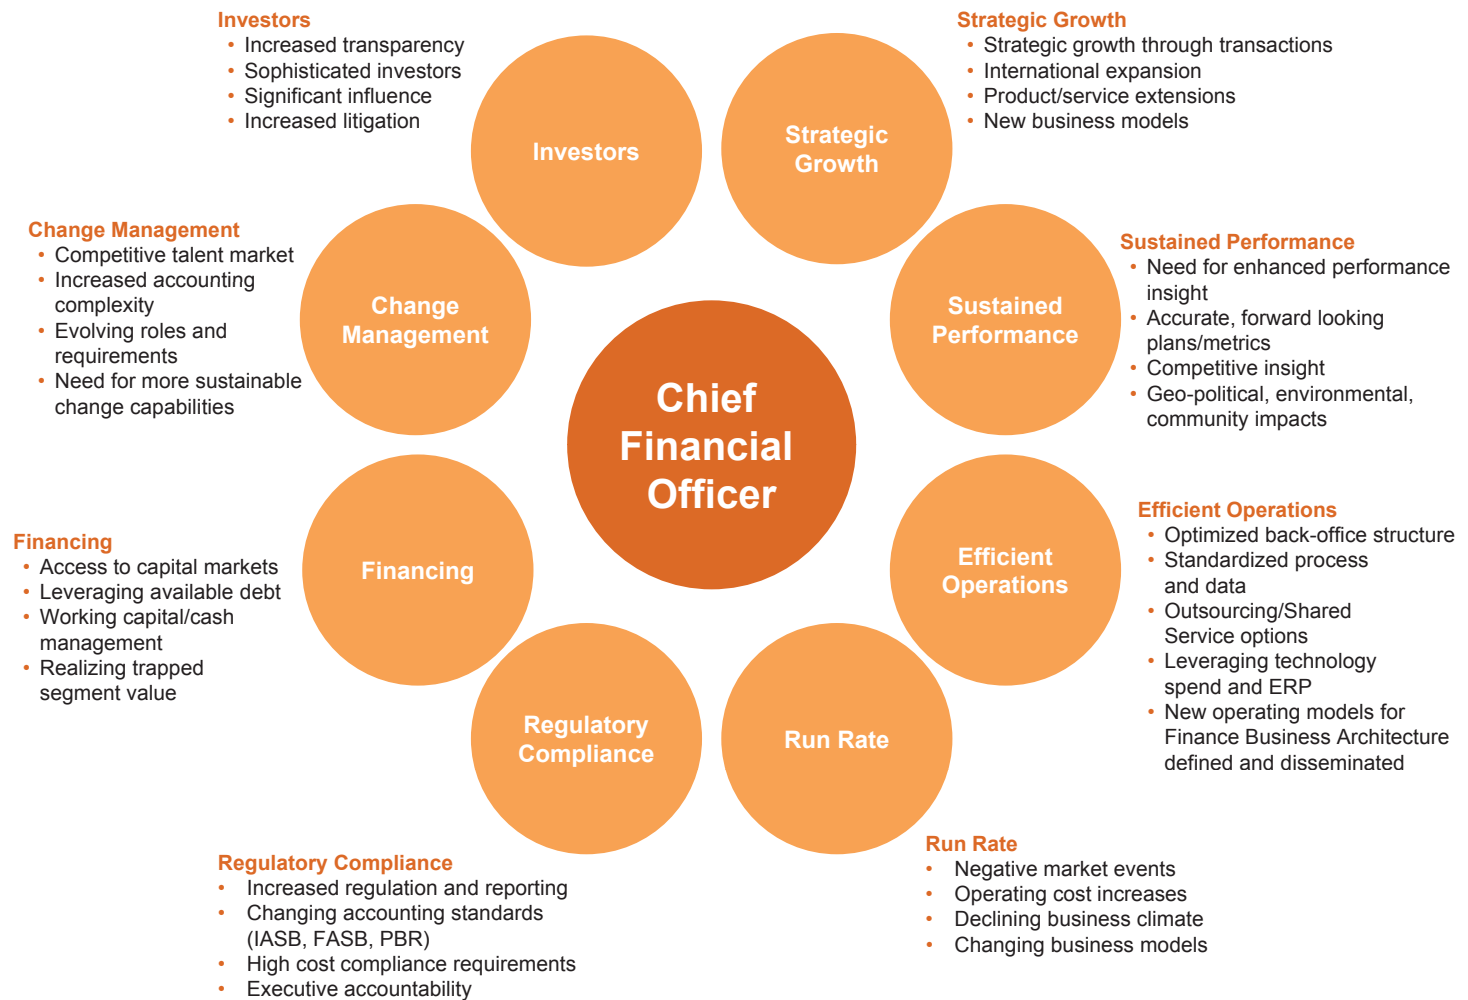 Investors
• Increased transparency
• Sophisticated investors
• Significant influence
• Increased litigation
Strategic Growth
• Strategic growth through transactions
• International expansion
• Product/service extensions
• New business models
Investors
Strategic
Growth
Change Management
• Competitive talent market
• Increased accounting
complexity
• Evolving roles and
requirements
• Need for more sustainable
change capabilities
Change
Management
Sustained
Performance
Sustained Performance
• Need for enhanced performance
insight
• Accurate, forward looking
plans/metrics
• Competitive insight
• Geo-political, environmental,
community impacts
Chief
Financial
Officer
Financing
• Access to capital markets
• Leveraging available debt
• Working capital/cash
management
• Realizing trapped
segment value
Financing
Efficient
Operations
Efficient Operations
• Optimized back-office structure
• Standardized process
and data
• Outsourcing/Shared
Service options
• Leveraging technology
spend and ERP
• New operating models for
Finance Business Architecture
defined and disseminated
Regulatory
Compliance
Run Rate
Regulatory Compliance
• Increased regulation and reporting
• Changing accounting standards
(IASB, FASB, PBR)
• High cost compliance requirements
• Executive accountability
Run Rate
• Negative market events
• Operating cost increases
• Declining business climate
• Changing business models